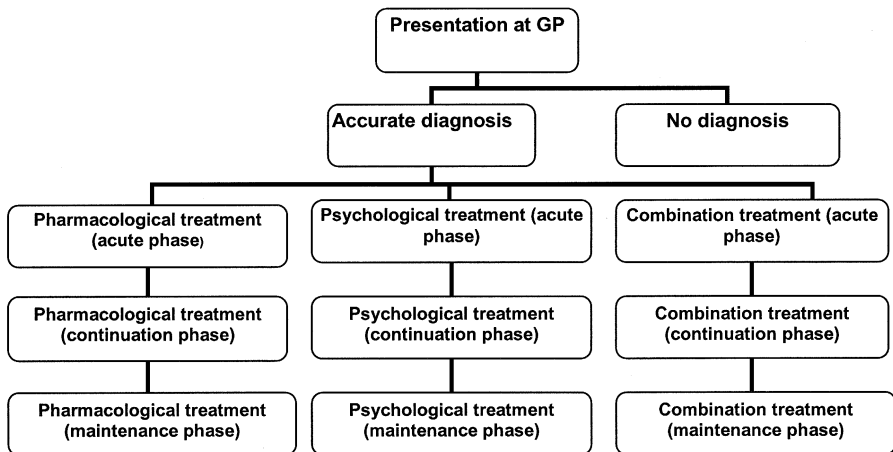 Presentation at GP
Accurate diagnosis
No diagnosis
Pharmacological treatment
(acute phase)
Psychological treatment (acute
phase)
Combination treatment (acute
phase)
Pharmacological treatment
(continuation phase)
Psychological treatment
(continuation phase)
Combination treatment
(continuation phase)
Pharmacological treatment
(maintenance phase)
Psychological treatment
(maintenance phase)
Combination treatment
(maintenance phase)